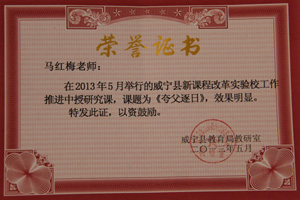 荣誉证书
马红梅老师：
在2013年5月举行的威宁县新课程改革实验校工作
推进中授研究课，课题为《夸父逐日》，效果明显。
特发此证，以资鼓励。
威宁县教育局教研室
二〇一三年五月